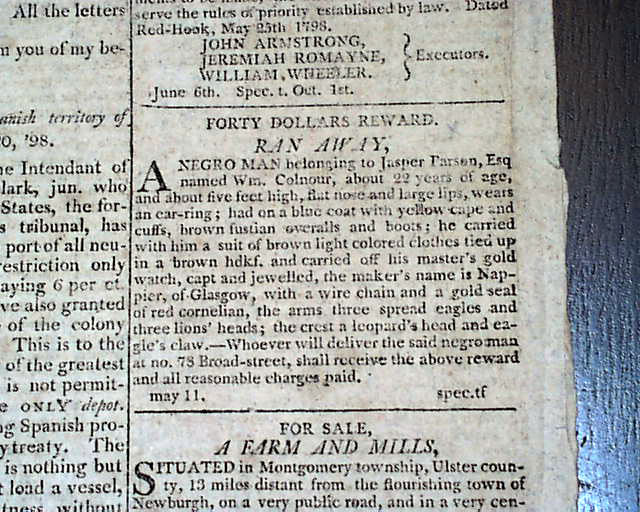 All the letters
m you of my be-
anish territory of
o, '98.
he Intendant of
lark, jun. who
States, the for-
s tribunal, has
port of all neu-
restriction only
aying 6 per ct.
ve also granted
of the colony
This is to the
of the greatest
is not permit-
e ONLY depot.
ng Spanish pro-
y treaty. The
is nothing but
t load a vessel,
tness without
serve the rules of priority established by law. Dated
Red-Hook, May 25th 1798.
JOHN ARMSTRONG,
JEREMIAH ROMAYNE,
WILLIAM WHEELER.
Executors.
June 6th. Spec. t. Oct. 1st.
FORTY DOLLARS REWARD.
RAN AWAY,
A NEGRO MAN belonging to Jasper Farson, Esq
named Wm. Colnour, about 22 years of age,
and about five feet high, flat nose and large lips, wears
an ear-ring; had on a blue coat with yellow cape and
cuffs, brown fustian overalls and boots; he carried
with him a suit of brown light colored clothes tied up
in a brown hdkf. and carried off his master's gold
watch, capt and jewelled, the maker's name is Nap-
pier, of Glasgow, with a wire chain and a gold seal
of red cornelian, the arms three spread eagles and
three lions' heads; the crest a leopard's head and ea-
gle's claw.—Whoever will deliver the said negro man
at no. 78 Broad-street, shall receive the above reward
and all reasonable charges paid.
may 11. spec.tf
FOR SALE,
A FARM AND MILLS,
SITUATED in Montgomery township, Ulster coun-
ty, 13 miles distant from the flourishing town of
Newburgh, on a very public road, and in a very cen-